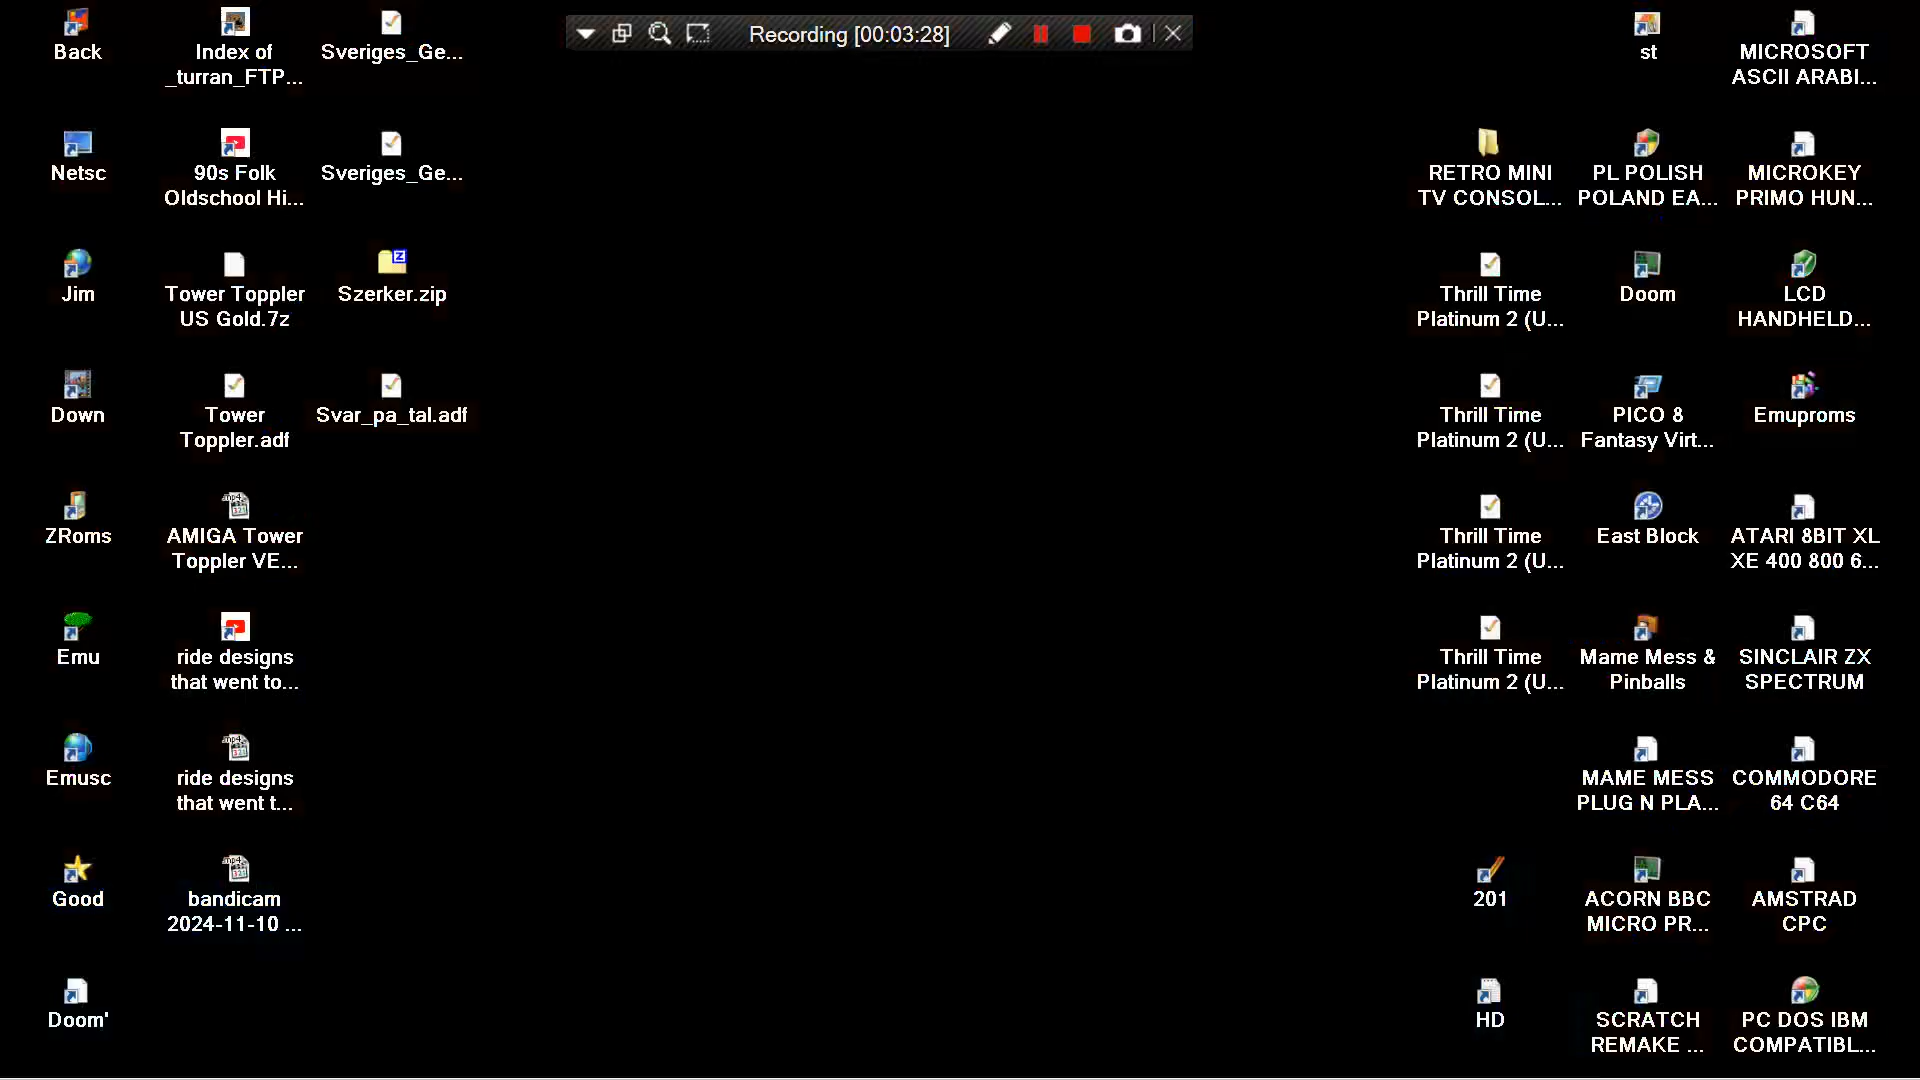 Recording [00:03:28]
Back
Index of
_turran_FTP...
Sveriges_Ge...
st
MICROSOFT
ASCII ARABI...
Netsc
90s Folk
Oldschool Hi...
Sveriges_Ge...
RETRO MINI
TV CONSOL...
PL POLISH
POLAND EA...
MICROKEY
PRIMO HUN...
Jim
Tower Toppler
US Gold.7z
Szerker.zip
Thrill Time
Platinum 2 (U...
Doom
LCD
HANDHELD...
Down
Tower
Toppler.adf
Svar_pa_tal.adf
Thrill Time
Platinum 2 (U...
PICO 8
Fantasy Virt...
Emuproms
ZRoms
AMIGA Tower
Toppler VE...
Thrill Time
Platinum 2 (U...
East Block
ATARI 8BIT XL
XE 400 800 6...
Emu
ride designs
that went to...
Thrill Time
Platinum 2 (U...
Mame Mess &
Pinballs
SINCLAIR ZX
SPECTRUM
Emusc
ride designs
that went t...
MAME MESS
PLUG N PLA...
COMMODORE
64 C64
Good
bandicam
2024-11-10 ...
201
ACORN BBC
MICRO PR...
AMSTRAD
CPC
Doom'
HD
SCRATCH
REMAKE ...
PC DOS IBM
COMPATIBL...